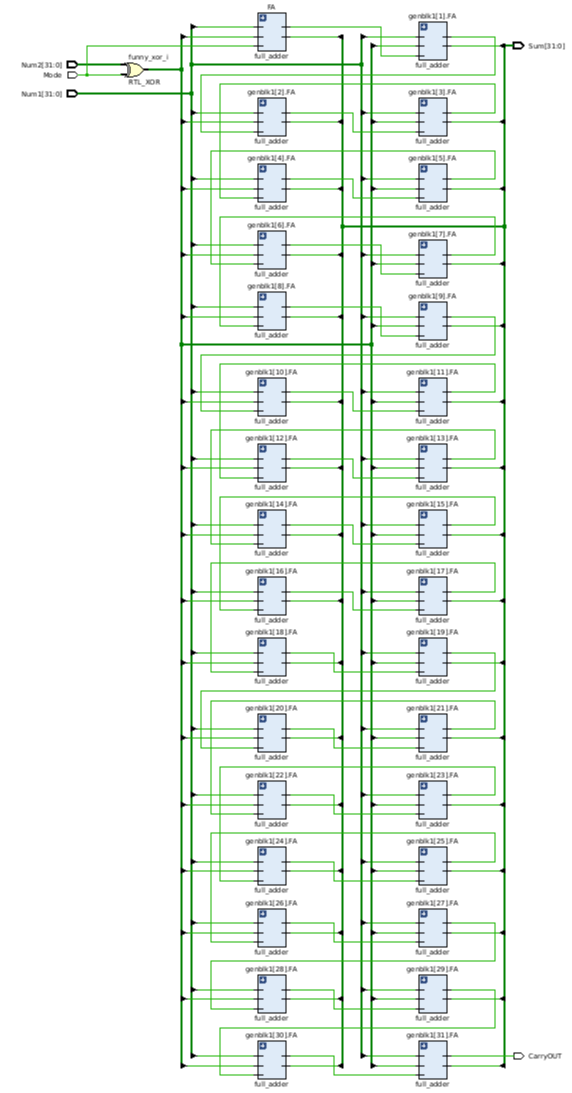 FA
full_adder
genblk1[1].FA
full_adder
Sum[31:0]
funny_xor_i
Num2[31:0]
Mode
RTL_XOR
Num1[31:0]
genblk1[2].FA
full_adder
genblk1[3].FA
full_adder
genblk1[4].FA
full_adder
genblk1[5].FA
full_adder
genblk1[6].FA
full_adder
genblk1[7].FA
full_adder
genblk1[8].FA
full_adder
genblk1[9].FA
full_adder
genblk1[10].FA
full_adder
genblk1[11].FA
full_adder
genblk1[12].FA
full_adder
genblk1[13].FA
full_adder
genblk1[14].FA
full_adder
genblk1[15].FA
full_adder
genblk1[16].FA
full_adder
genblk1[17].FA
full_adder
genblk1[18].FA
full_adder
genblk1[19].FA
full_adder
genblk1[20].FA
full_adder
genblk1[21].FA
full_adder
genblk1[22].FA
full_adder
genblk1[23].FA
full_adder
genblk1[24].FA
full_adder
genblk1[25].FA
full_adder
genblk1[26].FA
full_adder
genblk1[27].FA
full_adder
genblk1[28].FA
full_adder
genblk1[29].FA
full_adder
genblk1[30].FA
full_adder
genblk1[31].FA
full_adder
CarryOUT